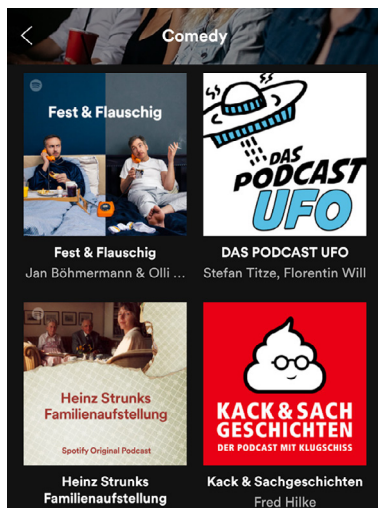 Comedy
Fest & Flauschig
DAS
PODCAST
UFO
Fest & Flauschig
Jan Böhmermann & Olli ...
DAS PODCAST UFO
Stefan Titze, Florentin Will
Heinz Strunks
Familienaufstellung
Spotify Original Podcast
KACK & SACH
GESCHICHTEN
DER PODCAST MIT KLUGSCHISS
Heinz Strunks
Familienaufstellung
Kack & Sachgeschichten
Fred Hilke